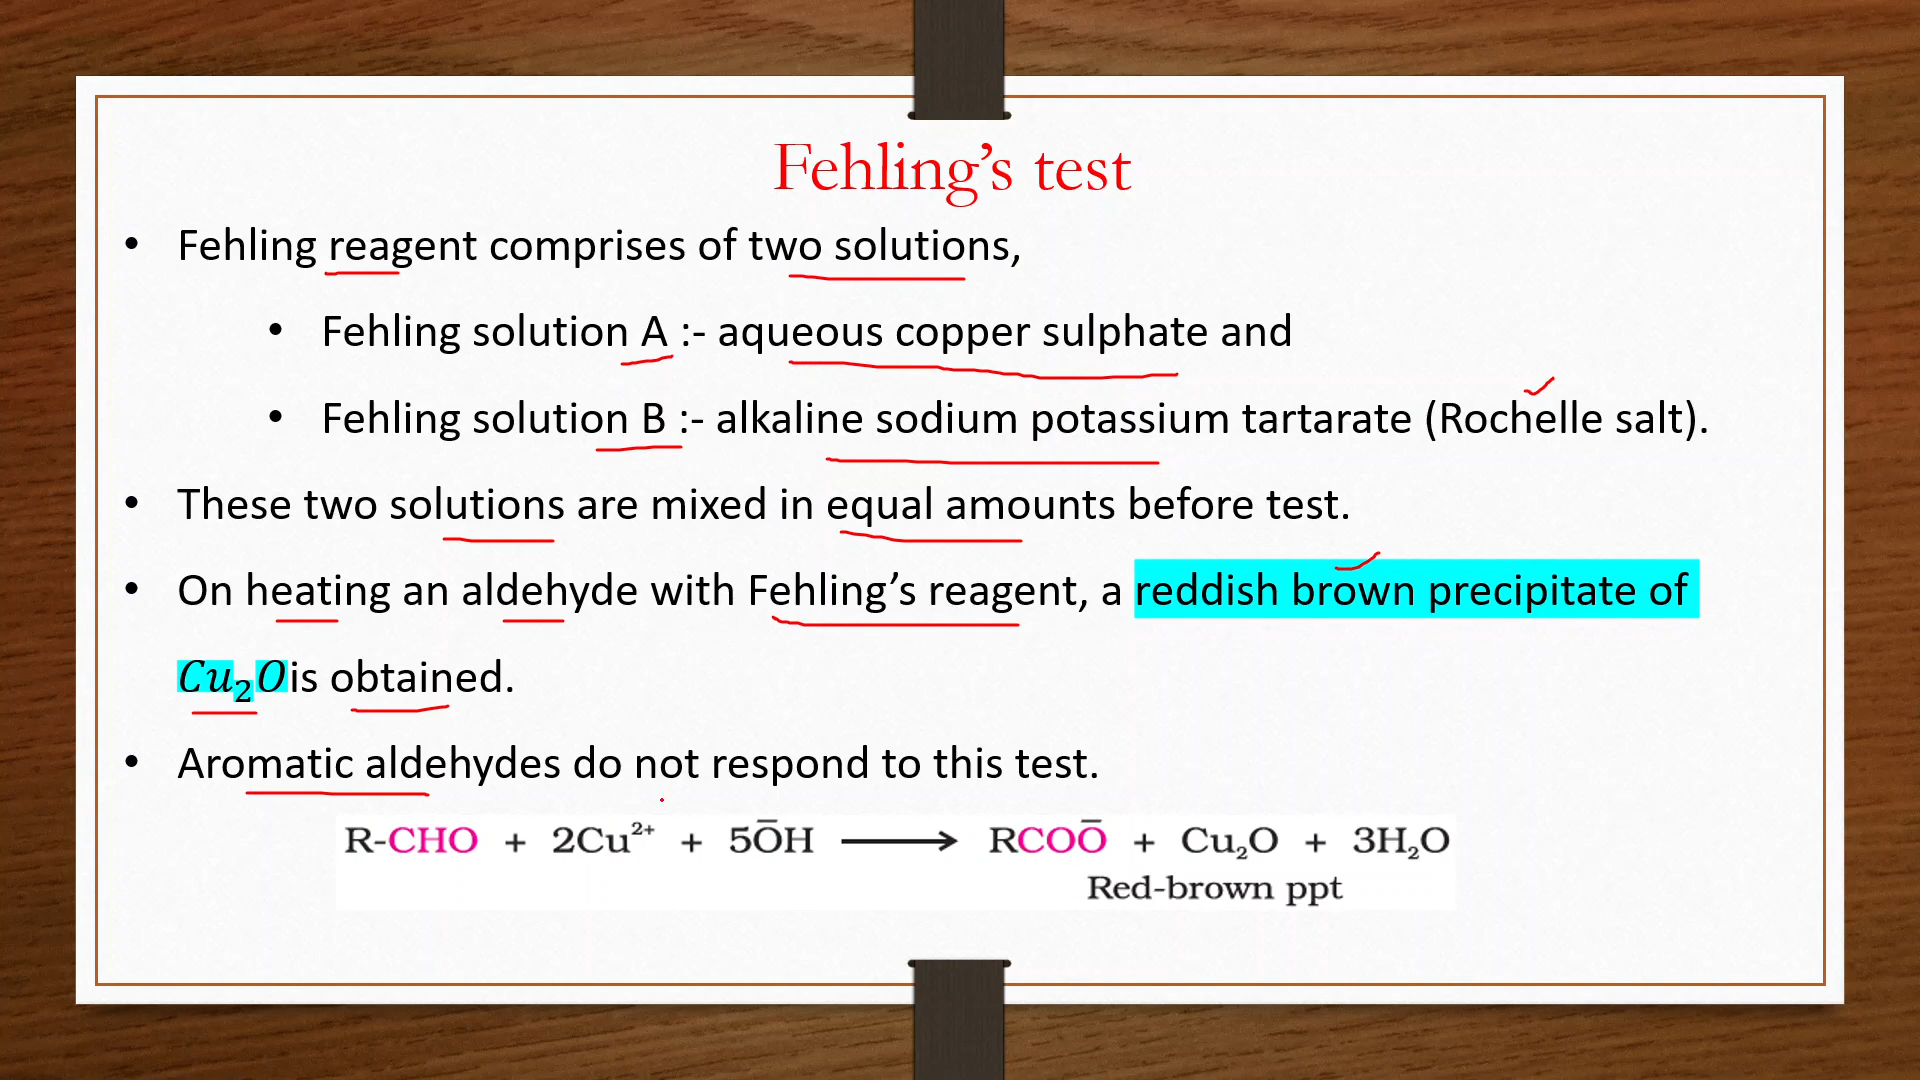 Fehling’s test
• Fehling reagent comprises of two solutions,
• Fehling solution A :- aqueous copper sulphate and
• Fehling solution B :- alkaline sodium potassium tartarate (Rochelle salt).
• These two solutions are mixed in equal amounts before test.
• On heating an aldehyde with Fehling’s reagent, a reddish brown precipitate of
Cu₂O is obtained.
• Aromatic aldehydes do not respond to this test.
R-CHO + 2Cu²⁺ + 5ŌH ⟶ RCOŌ + Cu₂O + 3H₂O
Red-brown ppt